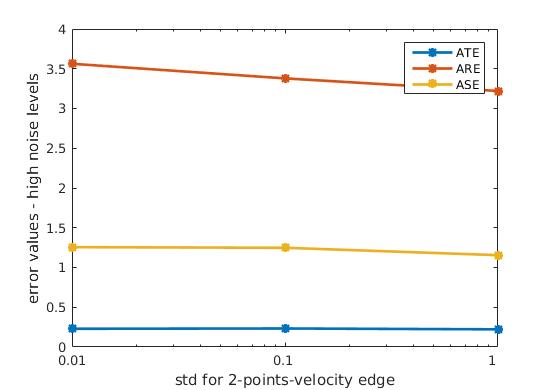 4
3.5
3
2.5
2
1.5
1
0.5
0
error values - high noise levels
ATE
ARE
ASE
0.01
0.1
1
std for 2-points-velocity edge